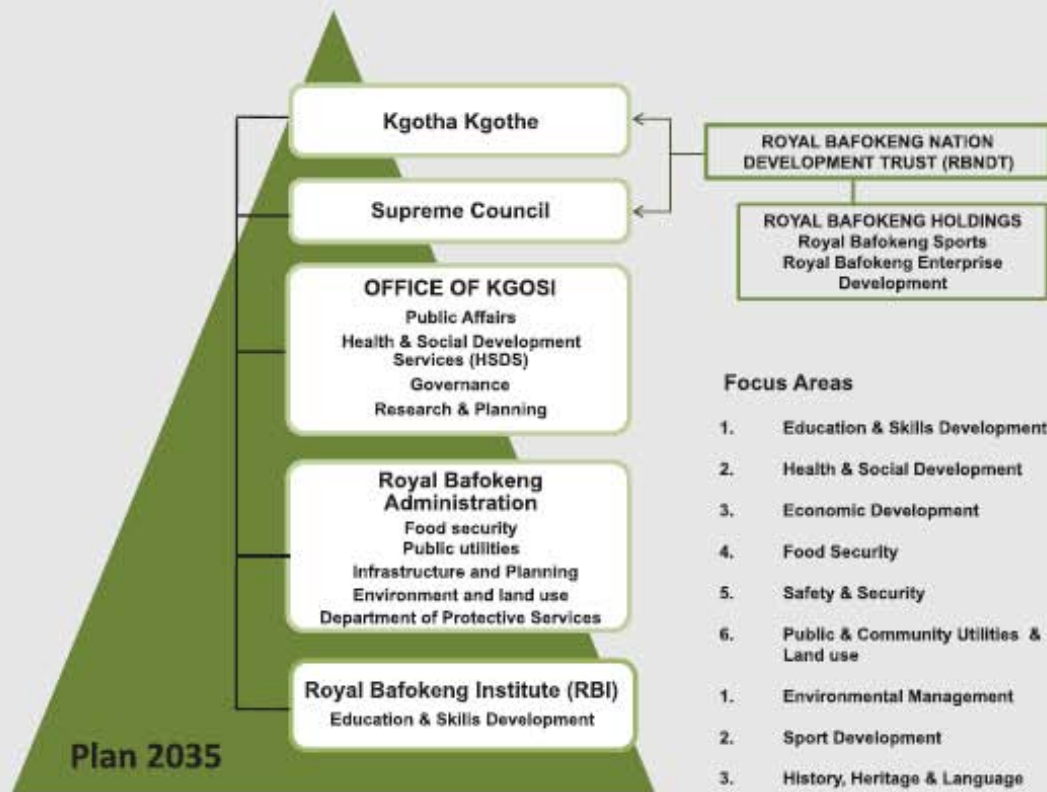 Kgotha Kgothe
Supreme Council
OFFICE OF KGOSI
Public Affairs
Health & Social Development
Services (HSDS)
Governance
Research & Planning
Royal Bafokeng
Administration
Food security
Public utilities
Infrastructure and Planning
Environment and land use
Department of Protective Services
Royal Bafokeng Institute (RBI)
Education & Skills Development
Plan 2035
ROYAL BAFOKENG NATION
DEVELOPMENT TRUST (RBNDT)
ROYAL BAFOKENG HOLDINGS
Royal Bafokeng Sports
Royal Bafokeng Enterprise
Development
Focus Areas
1. Education & Skills Development
2. Health & Social Development
3. Economic Development
4. Food Security
5. Safety & Security
6. Public & Community Utilities &
Land use
1. Environmental Management
2. Sport Development
3. History, Heritage & Language